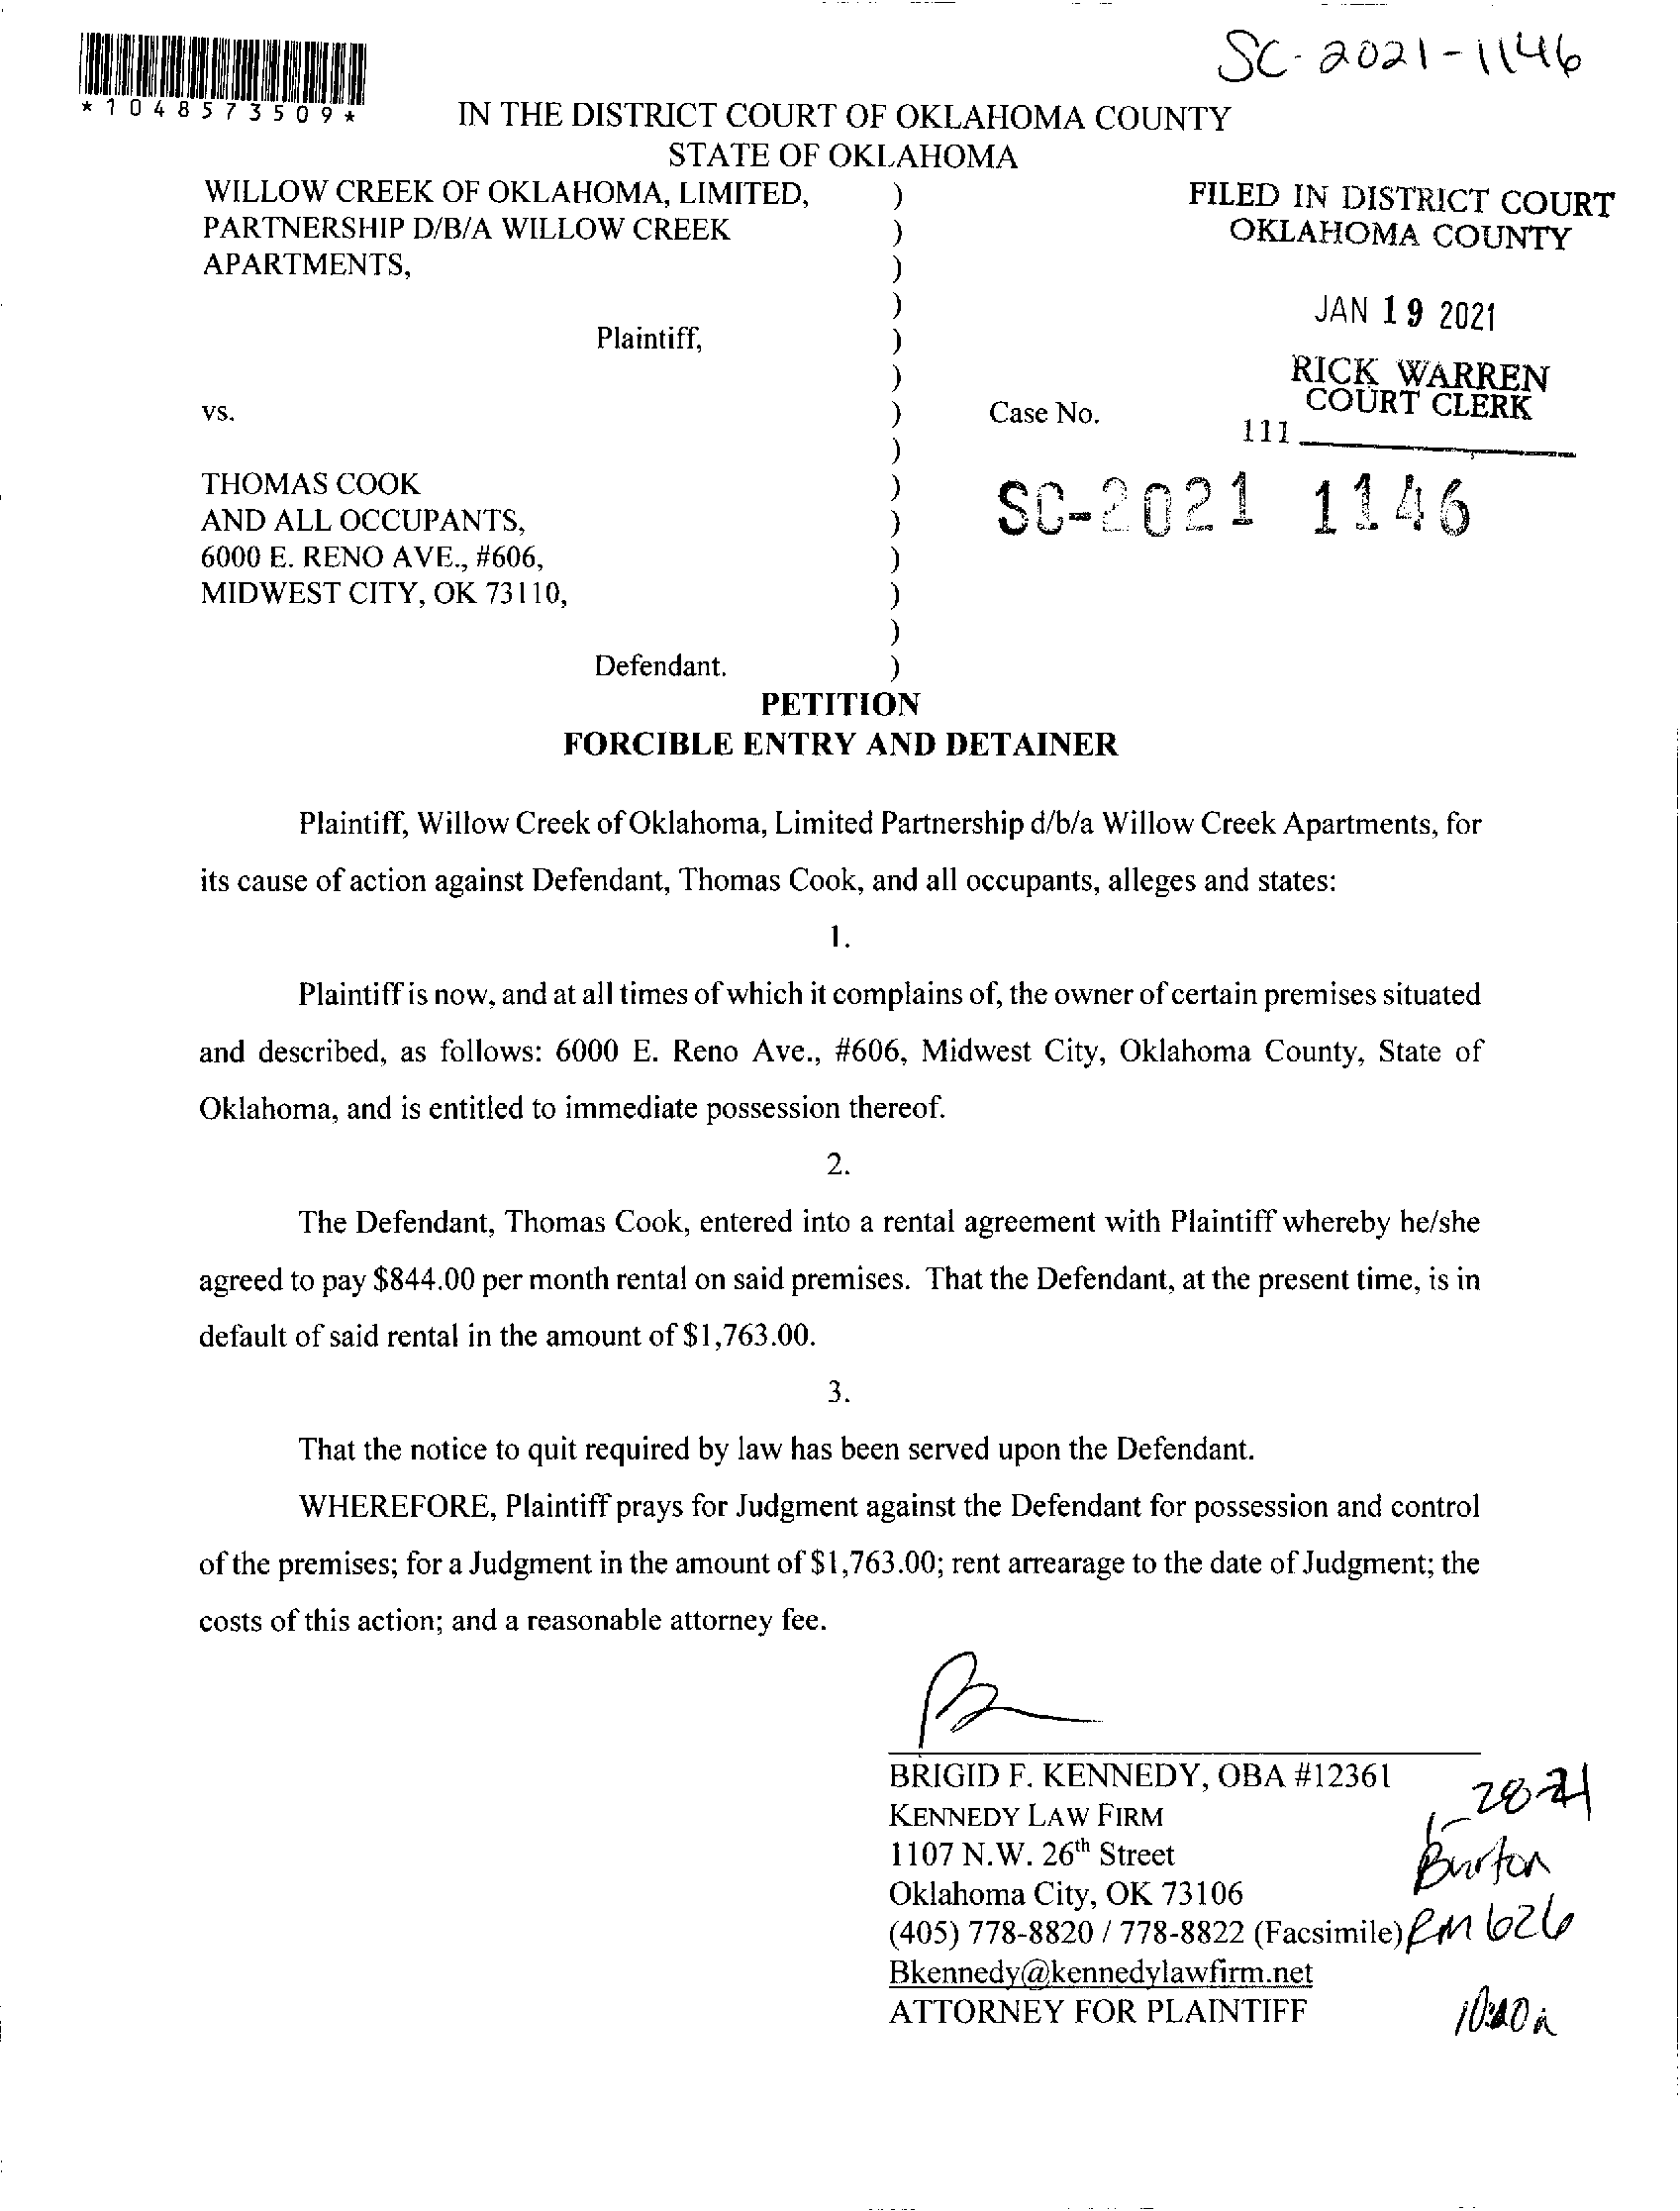 SC-2021-1146
*1048573509*
IN THE DISTRICT COURT OF OKLAHOMA COUNTY
STATE OF OKLAHOMA
WILLOW CREEK OF OKLAHOMA, LIMITED, )
PARTNERSHIP D/B/A WILLOW CREEK )
APARTMENTS, )
)
Plaintiff, )
)
vs. )
)
THOMAS COOK )
AND ALL OCCUPANTS, )
6000 E. RENO AVE., #606, )
MIDWEST CITY, OK 73110, )
)
Defendant. )
FILED IN DISTRICT COURT
OKLAHOMA COUNTY
JAN 19 2021
RICK WARREN
COURT CLERK
111
Case No.
SC-2021 1146
PETITION
FORCIBLE ENTRY AND DETAINER
Plaintiff, Willow Creek of Oklahoma, Limited Partnership d/b/a Willow Creek Apartments, for
its cause of action against Defendant, Thomas Cook, and all occupants, alleges and states:
1.
Plaintiff is now, and at all times of which it complains of, the owner of certain premises situated
and described, as follows: 6000 E. Reno Ave., #606, Midwest City, Oklahoma County, State of
Oklahoma, and is entitled to immediate possession thereof.
2.
The Defendant, Thomas Cook, entered into a rental agreement with Plaintiff whereby he/she
agreed to pay $844.00 per month rental on said premises. That the Defendant, at the present time, is in
default of said rental in the amount of $1,763.00.
3.
That the notice to quit required by law has been served upon the Defendant.
WHEREFORE, Plaintiff prays for Judgment against the Defendant for possession and control
of the premises; for a Judgment in the amount of $1,763.00; rent arrearage to the date of Judgment; the
costs of this action; and a reasonable attorney fee.
BRIGID F. KENNEDY, OBA #12361
KENNEDY LAW FIRM
1107 N.W. 26th Street
Oklahoma City, OK 73106
(405) 778-8820 / 778-8822 (Facsimile)
Bkennedy@kennedylawfirm.net
ATTORNEY FOR PLAINTIFF
1-28-21
Burton
RM 626